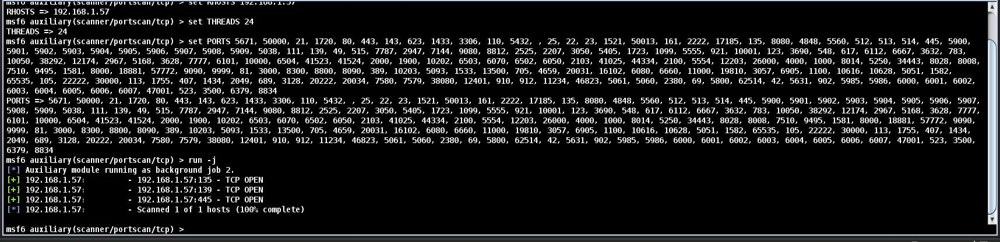 msf6 auxiliary(scanner/portscan/tcp) > set RHOSTS 192.168.1.57
RHOSTS => 192.168.1.57
msf6 auxiliary(scanner/portscan/tcp) > set THREADS 24
THREADS => 24
msf6 auxiliary(scanner/portscan/tcp) > set PORTS 5671, 50000, 21, 1720, 80, 443, 143, 623, 1433, 3306, 110, 5432, , 25, 22, 23, 1521, 50013, 161, 2222, 17185, 135, 8080, 4848, 5560, 512, 513, 514, 445, 5900,
5901, 5902, 5903, 5904, 5905, 5906, 5907, 5908, 5909, 5038, 111, 139, 49, 515, 7787, 2947, 7144, 9080, 8812, 2525, 2207, 3050, 5405, 1723, 1099, 5555, 921, 10001, 123, 3690, 548, 617, 6112, 6667, 3632, 783,
10050, 38292, 12174, 2967, 5168, 3628, 7777, 6101, 10000, 6504, 41523, 41524, 2000, 1900, 10202, 6503, 6070, 6502, 6050, 2103, 41025, 44334, 2100, 5554, 12203, 26000, 4000, 1000, 8014, 5250, 34443, 8028, 8008,
7510, 9495, 1581, 8000, 18881, 57772, 9090, 9999, 81, 3000, 8300, 8800, 8090, 389, 10203, 5093, 1533, 13500, 705, 4659, 20031, 16102, 6080, 6660, 11000, 19810, 3057, 6905, 1100, 10616, 10628, 5051, 1582,
65535, 105, 22222, 30000, 113, 1755, 407, 1434, 2049, 689, 3128, 20222, 20034, 7580, 7579, 38080, 12401, 910, 912, 11234, 46823, 5061, 5060, 2380, 69, 5800, 62514, 42, 5631, 902, 5985, 5986, 6000, 6001, 6002,
6003, 6004, 6005, 6006, 6007, 47001, 523, 3500, 6379, 8834
PORTS => 5671, 50000, 21, 1720, 80, 443, 143, 623, 1433, 3306, 110, 5432, , 25, 22, 23, 1521, 50013, 161, 2222, 17185, 135, 8080, 4848, 5560, 512, 513, 514, 445, 5900, 5901, 5902, 5903, 5904, 5905, 5906, 5907,
5908, 5909, 5038, 111, 139, 49, 515, 7787, 2947, 7144, 9080, 8812, 2525, 2207, 3050, 5405, 1723, 1099, 5555, 921, 10001, 123, 3690, 548, 617, 6112, 6667, 3632, 783, 10050, 38292, 12174, 2967, 5168, 3628, 7777,
6101, 10000, 6504, 41523, 41524, 2000, 1900, 10202, 6503, 6070, 6502, 6050, 2103, 41025, 44334, 2100, 5554, 12203, 26000, 4000, 1000, 8014, 5250, 34443, 8028, 8008, 7510, 9495, 1581, 8000, 18881, 57772, 9090,
9999, 81, 3000, 8300, 8800, 8090, 389, 10203, 5093, 1533, 13500, 705, 4659, 20031, 16102, 6080, 6660, 11000, 19810, 3057, 6905, 1100, 10616, 10628, 5051, 1582, 65535, 105, 22222, 30000, 113, 1755, 407, 1434,
2049, 689, 3128, 20222, 20034, 7580, 7579, 38080, 12401, 910, 912, 11234, 46823, 5061, 5060, 2380, 69, 5800, 62514, 42, 5631, 902, 5985, 5986, 6000, 6001, 6002, 6003, 6004, 6005, 6006, 6007, 47001, 523, 3500,
6379, 8834
msf6 auxiliary(scanner/portscan/tcp) > run -j
[*] Auxiliary module running as background job 2.
[+] 192.168.1.57: - 192.168.1.57:135 - TCP OPEN
[+] 192.168.1.57: - 192.168.1.57:139 - TCP OPEN
[+] 192.168.1.57: - 192.168.1.57:445 - TCP OPEN
[*] 192.168.1.57: - Scanned 1 of 1 hosts (100% complete)
msf6 auxiliary(scanner/portscan/tcp) >